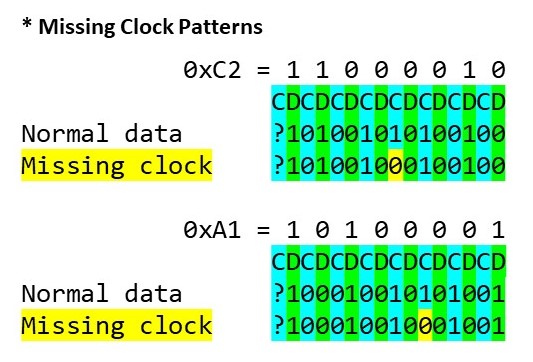 * Missing Clock Patterns
0xC2 = 1 1 0 0 0 0 1 0
CDCDCDCDCDCDCDCD
Normal data ?101001010100100
Missing clock ?101001000100100
0xA1 = 1 0 1 0 0 0 0 1
CDCDCDCDCDCDCDCD
Normal data ?100010010101001
Missing clock ?100010010001001